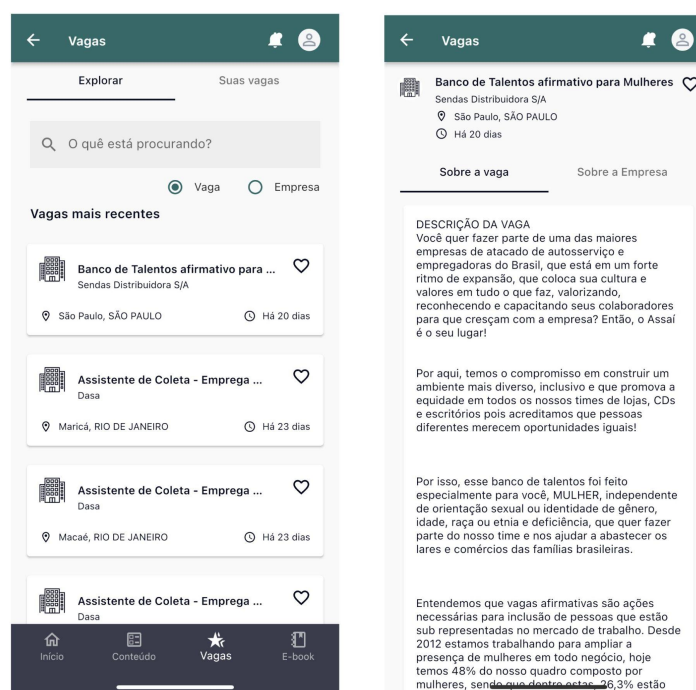 Vagas
Explorar Suas vagas
O quê está procurando?
Vaga Empresa
Vagas mais recentes
Banco de Talentos afirmativo para ...
Sendas Distribuidora S/A
São Paulo, SÃO PAULO Há 20 dias
Assistente de Coleta - Emprega ...
Dasa
Maricá, RIO DE JANEIRO Há 23 dias
Assistente de Coleta - Emprega ...
Dasa
Macaé, RIO DE JANEIRO Há 23 dias
Assistente de Coleta - Emprega ...
Dasa
Início Conteúdo Vagas E-book
Vagas
Banco de Talentos afirmativo para Mulheres
Sendas Distribuidora S/A
São Paulo, SÃO PAULO
Há 20 dias
Sobre a vaga Sobre a Empresa
DESCRIÇÃO DA VAGA
Você quer fazer parte de uma das maiores
empresas de atacado de autosserviço e
empregadoras do Brasil, que está em um forte
ritmo de expansão, que coloca sua cultura e
valores em tudo o que faz, valorizando,
reconhecendo e capacitando seus colaboradores
para que cresçam com a empresa? Então, o Assaí
é o seu lugar!
Por aqui, temos o compromisso em construir um
ambiente mais diverso, inclusivo e que promova a
equidade em todos os nossos times de lojas, CDs
e escritórios pois acreditamos que pessoas
diferentes merecem oportunidades iguais!
Por isso, esse banco de talentos foi feito
especialmente para você, MULHER, independente
de orientação sexual ou identidade de gênero,
idade, raça ou etnia e deficiência, que quer fazer
parte do nosso time e nos ajudar a abastecer os
lares e comércios das famílias brasileiras.
Entendemos que vagas afirmativas são ações
necessárias para inclusão de pessoas que estão
sub representadas no mercado de trabalho. Desde
2012 estamos trabalhando para ampliar a
presença de mulheres em todo negócio, hoje
temos 48% do nosso quadro composto por
mulheres, sendo que dentre estas, 26,3% estão